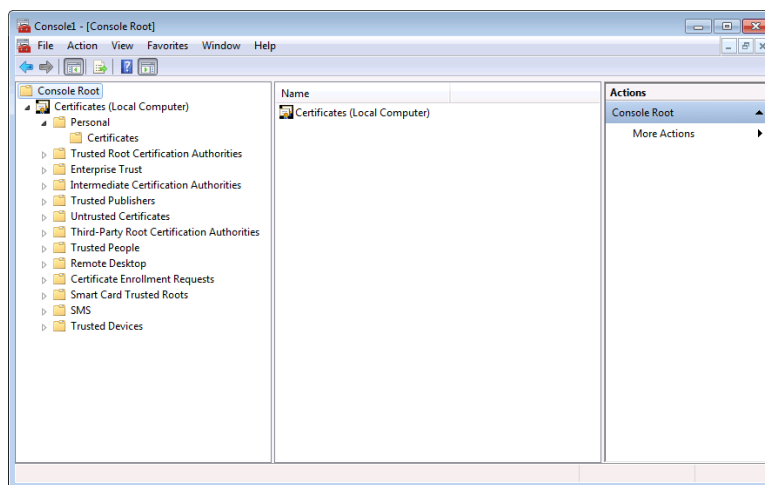 Console1 - [Console Root]
File Action View Favorites Window Help
Console Root
Certificates (Local Computer)
Personal
Certificates
Trusted Root Certification Authorities
Enterprise Trust
Intermediate Certification Authorities
Trusted Publishers
Untrusted Certificates
Third-Party Root Certification Authorities
Trusted People
Remote Desktop
Certificate Enrollment Requests
Smart Card Trusted Roots
SMS
Trusted Devices
Name
Certificates (Local Computer)
Actions
Console Root
More Actions